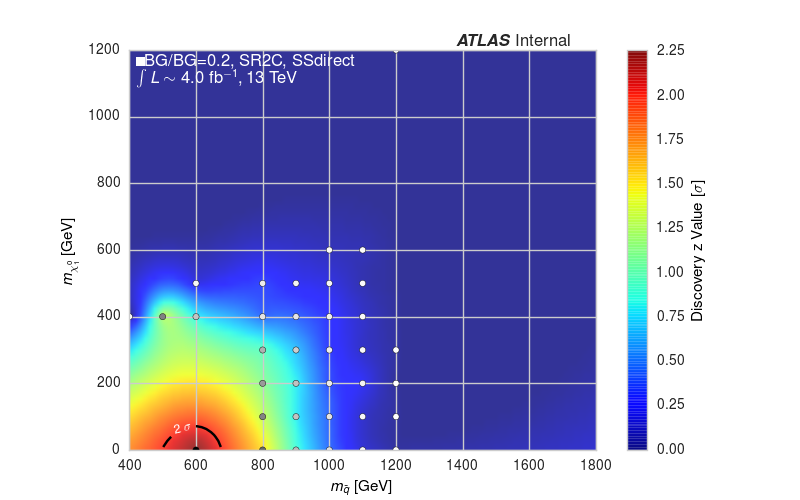 ATLAS Internal
BG/BG=0.2, SR2C, SSdirect
∫ L ∼ 4.0 fb⁻¹, 13 TeV
2 σ
1200
1000
800
600
400
200
0
m_χ̃₁⁰ [GeV]
400 600 800 1000 1200 1400 1600 1800
m_q̃ [GeV]
2.25
2.00
1.75
1.50
1.25
1.00
0.75
0.50
0.25
0.00
Discovery z Value [σ]